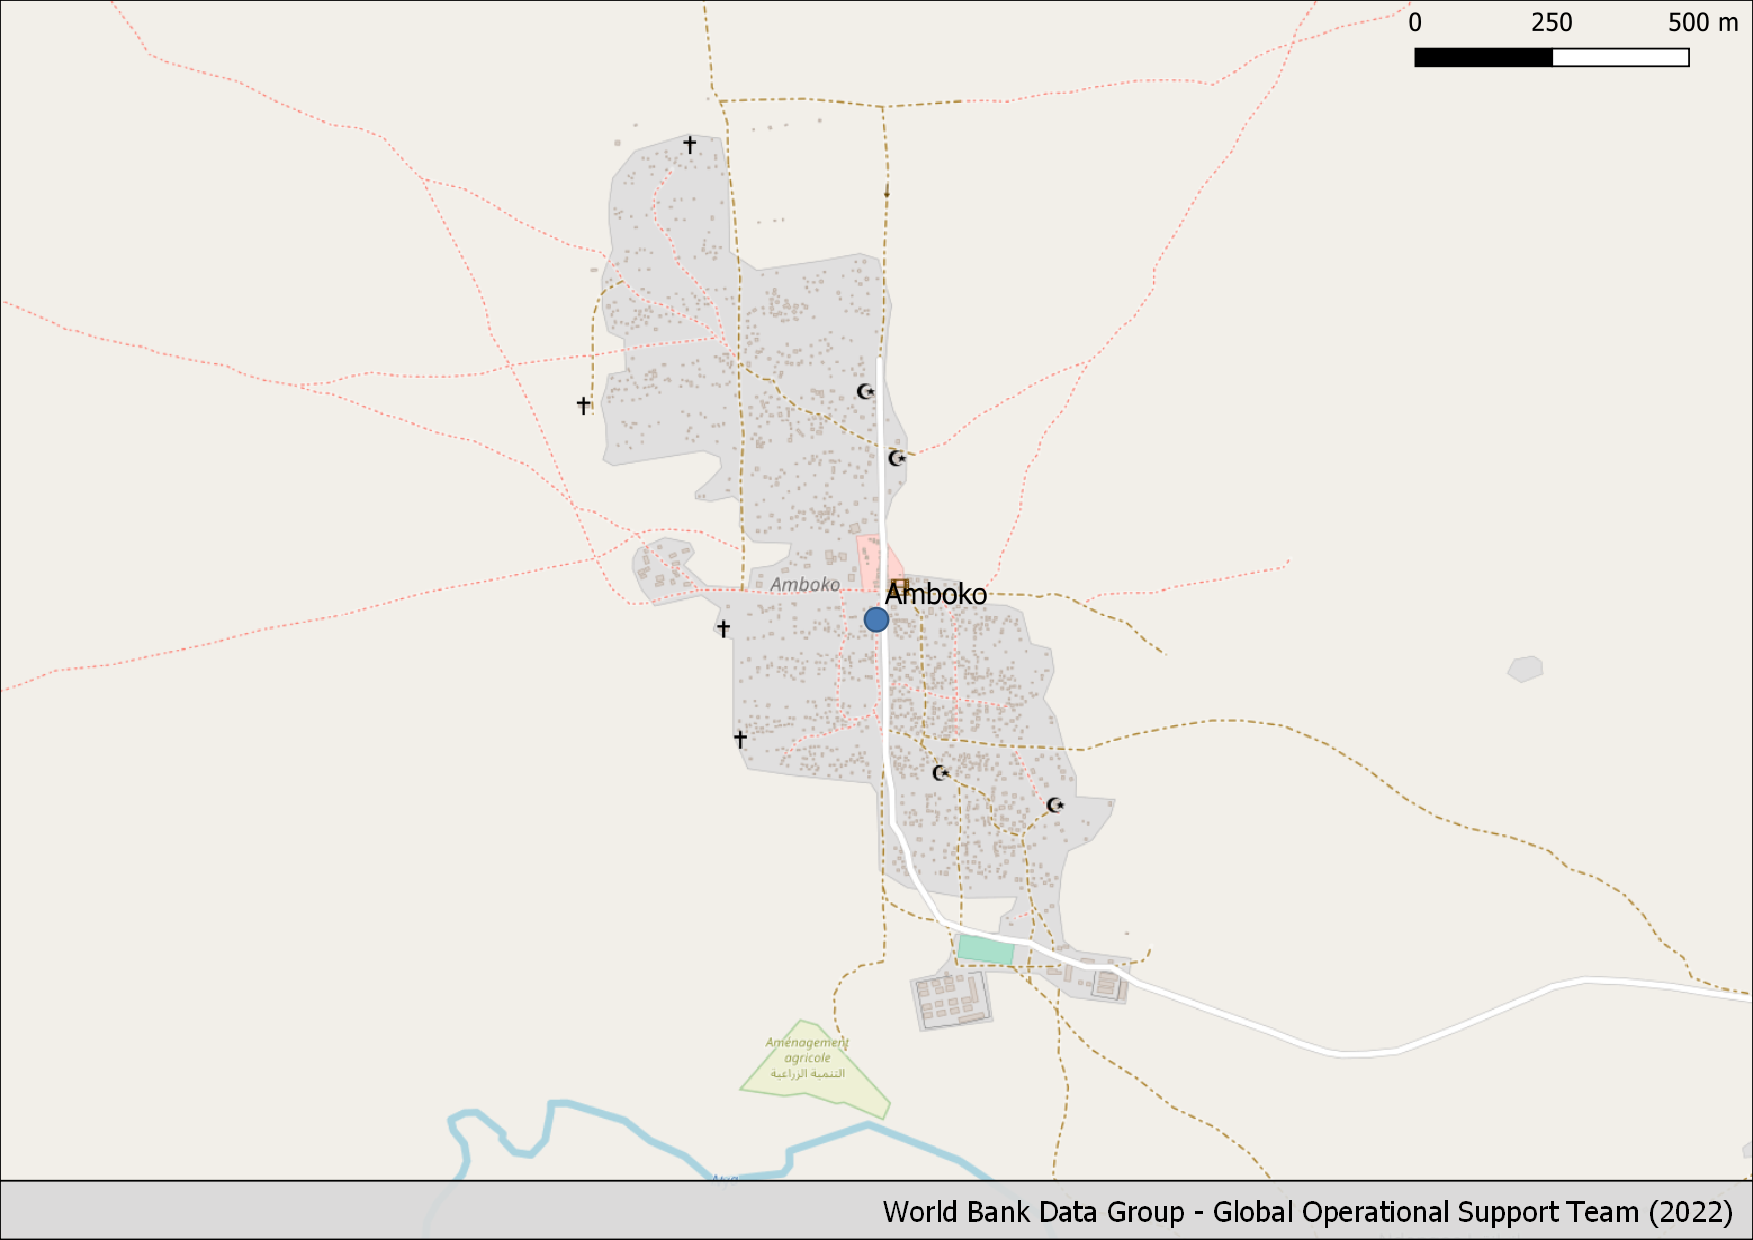 0 250 500 m
Amboko
Amboko
Aménagement
agricole
التنمية الزراعية
World Bank Data Group - Global Operational Support Team (2022)